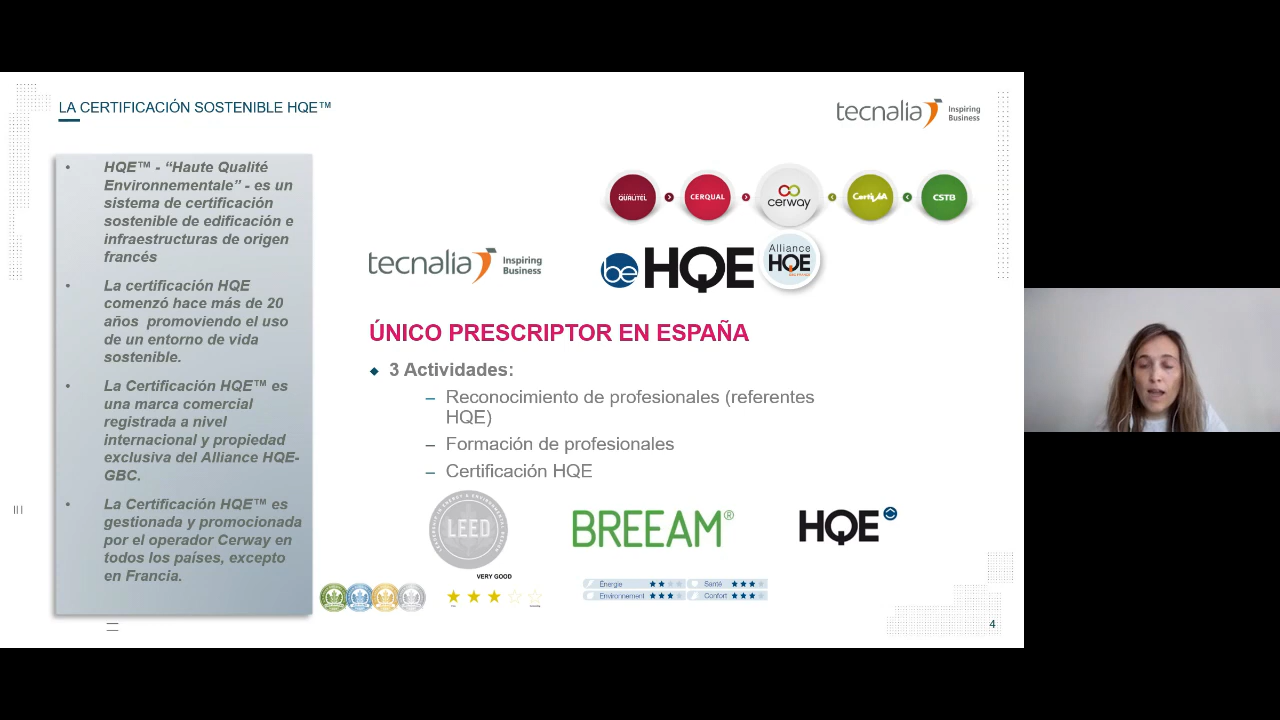 LA CERTIFICACIÓN SOSTENIBLE HQE™
tecnalia Inspiring
Business
• HQE™ - “Haute Qualité
Environnementale” - es un
sistema de certificación
sostenible de edificación e
infraestructuras de origen
francés
• La certificación HQE
comenzó hace más de 20
años promoviendo el uso
de un entorno de vida
sostenible.
• La Certificación HQE™ es
una marca comercial
registrada a nivel
internacional y propiedad
exclusiva del Alliance HQE-
GBC.
• La Certificación HQE™ es
gestionada y promocionada
por el operador Cerway en
todos los países, excepto
en Francia.
QUALITEL
CERQUAL
cerway
CertivéA
CSTB
tecnalia Inspiring
Business
be HQE
Alliance
HQE
ÚNICO PRESCRIPTOR EN ESPAÑA
3 Actividades:
– Reconocimiento de profesionales (referentes
HQE)
– Formación de profesionales
– Certificación HQE
LEED
BREEAM®
HQE
VERY GOOD
Énergie
Santé
Environnement
Confort
4